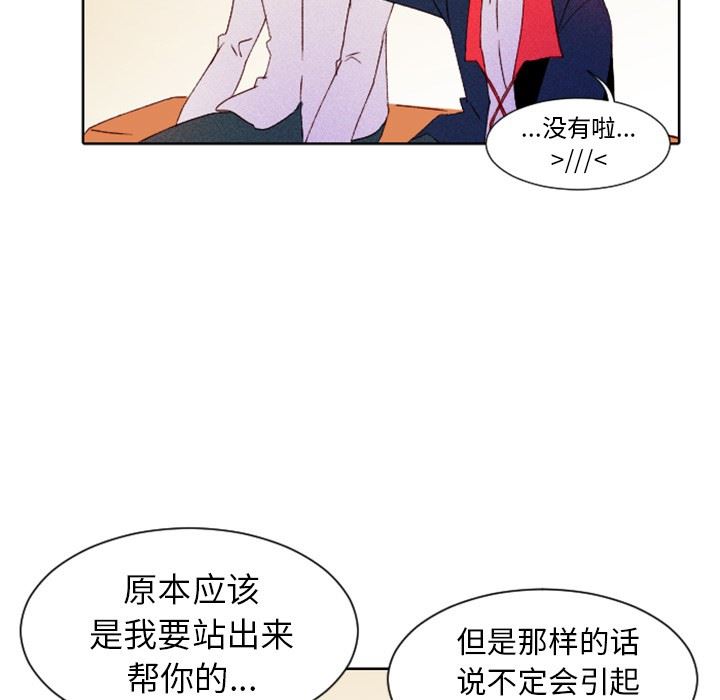 ...没有啦...
>///<
原本应该
是我要站出来
帮你的...
但是那样的话
说不定会引起